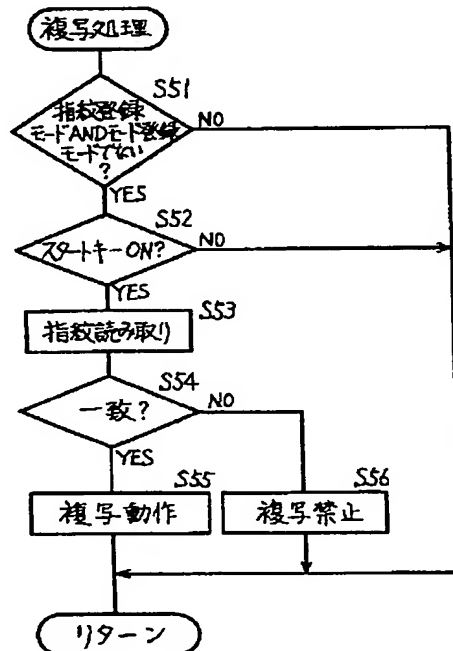 複写処理
S51
指紋登録
モードANDモード登録
モードでない
?
NO
YES
S52
スタートキーON?
NO
YES
S53
指紋読み取り
S54
一致?
NO
YES
S55
複写動作
S56
複写禁止
リターン